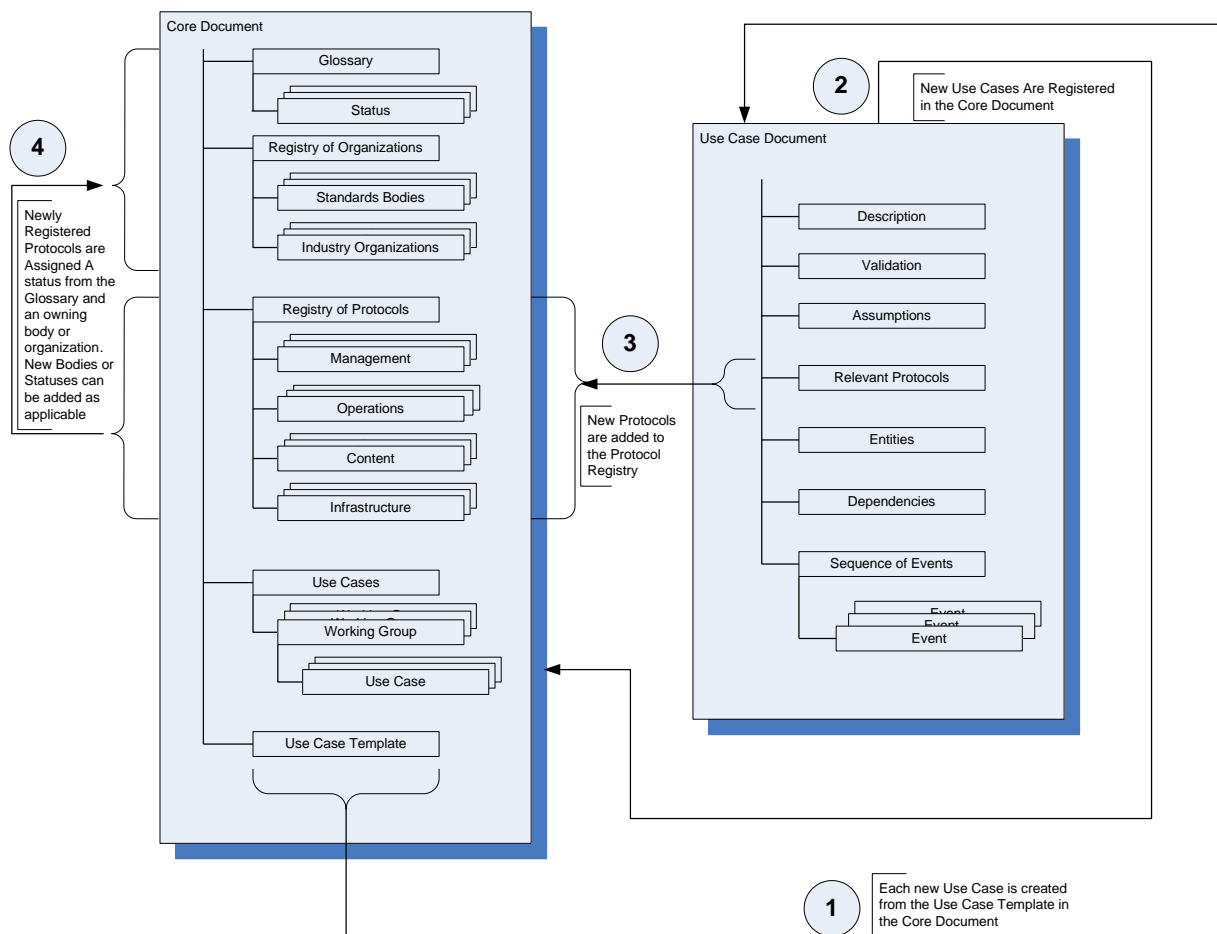 Core Document
Glossary
Status
Registry of Organizations
Standards Bodies
Industry Organizations
Registry of Protocols
Management
Operations
Content
Infrastructure
Use Cases
Working Group
Use Case
Use Case Template
4
Newly
Registered
Protocols are
Assigned A
status from the
Glossary and
an owning
body or
organization.
New Bodies or
Statuses can
be added as
applicable
3
New Protocols
are added to
the Protocol
Registry
2
New Use Cases Are Registered
in the Core Document
Use Case Document
Description
Validation
Assumptions
Relevant Protocols
Entities
Dependencies
Sequence of Events
Event
Event
Event
1
Each new Use Case is created
from the Use Case Template in
the Core Document